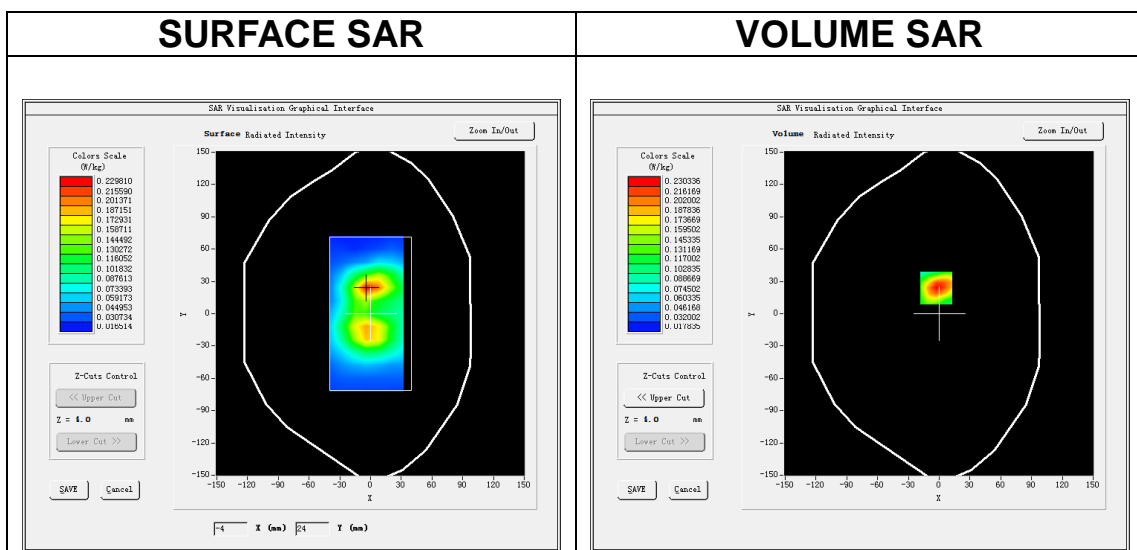 SURFACE SAR
SAR Visualisation Graphical Interface
Surface Radiated Intensity
Zoom In/Out
Colors Scale
(W/kg)
0.229810
0.215590
0.201371
0.187151
0.172931
0.158711
0.144492
0.130272
0.116052
0.101832
0.087613
0.073393
0.059173
0.044953
0.030734
0.016514
Z-Cuts Control
<< Upper Cut
Z = 4.0 mm
Lower Cut >>
SAVE
Cancel
150
120
90
60
30
0
-30
-60
-90
-120
-150
Y
-150 -120 -90 -60 -30 0 30 60 90 120 150
X
-4 X (mm) 24 Y (mm)
VOLUME SAR
SAR Visualisation Graphical Interface
Volume Radiated Intensity
Zoom In/Out
Colors Scale
(W/kg)
0.230336
0.216169
0.202002
0.187836
0.173669
0.159502
0.145335
0.131169
0.117002
0.102835
0.088669
0.074502
0.060335
0.046168
0.032002
0.017835
Z-Cuts Control
<< Upper Cut
Z = 4.0 mm
Lower Cut >>
SAVE
Cancel
150
120
90
60
30
0
-30
-60
-90
-120
-150
Y
-150 -120 -90 -60 -30 0 30 60 90 120 150
X